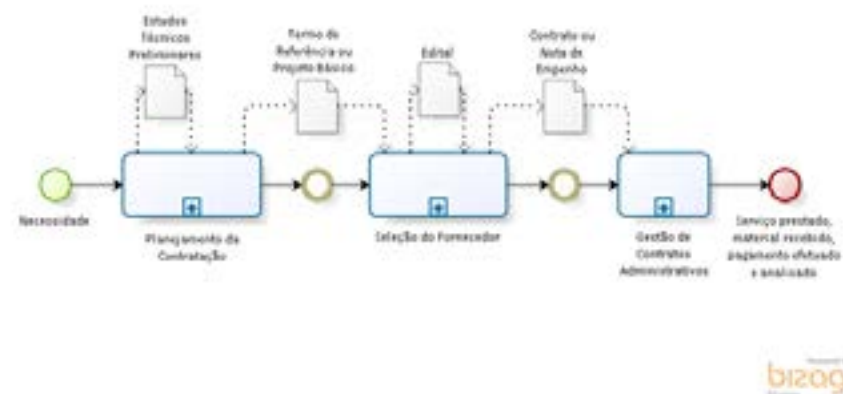 Estudos
Técnicos
Preliminares
Termo de
Referência ou
Projeto Básico
Edital
Contrato ou
Nota de
Empenho
Necessidade
Planejamento da
Contratação
Seleção do Fornecedor
Gestão de
Contratos
Administrativos
Serviço prestado,
material recebido,
pagamento efetuado
e analisado
bizag